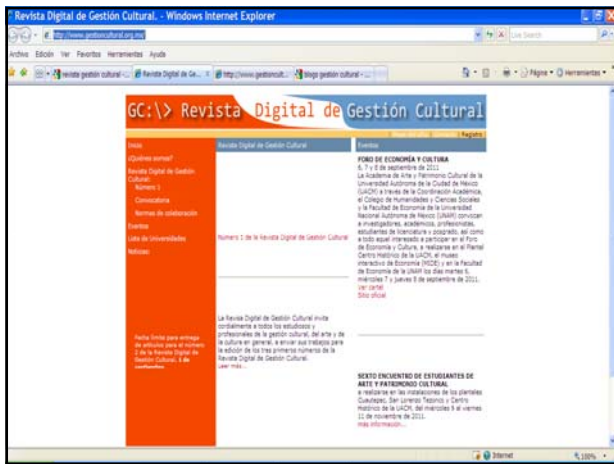 Revista Digital de Gestión Cultural. - Windows Internet Explorer
http://www.gestioncultural.org.mx/
Live Search
Archivo Edición Ver Favoritos Herramientas Ayuda
revista gestión cultural -...
Revista Digital de Ge...
http://www.gestioncult...
blogs gestion cultural - ...
Página
Herramientas
GC:\> Revista Digital de Gestión Cultural
Registro
Inicio
¿Quiénes somos?
Revista Digital de Gestión
Cultural:
Número 1
Convocatoria
Normas de colaboración
Eventos
Lista de Universidades
Noticias:
Fecha límite para entrega
de artículos para el número
2 de la Revista Digital de
Gestión Cultural, 1 de
Revista Digital de Gestión Cultural
Número 1 de la Revista Digital de Gestión Cultural
La Revista Digital de Gestión Cultural invita
cordialmente a todos los estudiosos y
profesionales de la gestión cultural, del arte y de
la cultura en general, a enviar sus trabajos para
la edición de los tres primeros números de la
Revista Digital de Gestión Cultural.
Leer más...
Eventos
FORO DE ECONOMÍA Y CULTURA
6, 7 y 8 de septiembre de 2011
La Academia de Arte y Patrimonio Cultural de la
Universidad Autónoma de la Ciudad de México
(UACM) a través de la Coordinación Académica,
el Colegio de Humanidades y Ciencias Sociales
y la Facultad de Economía de la Universidad
Nacional Autónoma de México (UNAM) convocan
a investigadores, académicos, profesionistas,
estudiantes de licenciatura y posgrado, así como
a todo aquel interesado a participar en el Foro
de Economía y Cultura, a realizarse en el Plantel
Centro Histórico de la UACM, el museo
interactivo de Economía (MIDE) y en la Facultad
de Economía de la UNAM los días martes 6,
miércoles 7 y jueves 8 de septiembre de 2011.
Ver cartel
Sitio oficial
SEXTO ENCUENTRO DE ESTUDIANTES DE
ARTE Y PATRIMONIO CULTURAL
a realizarse en las instalaciones de los planteles
Cuautepec, San Lorenzo Tezonco y Centro
Histórico de la UACM, del miércoles 9 al viernes
11 de noviembre de 2011.
más información...
Internet
100%